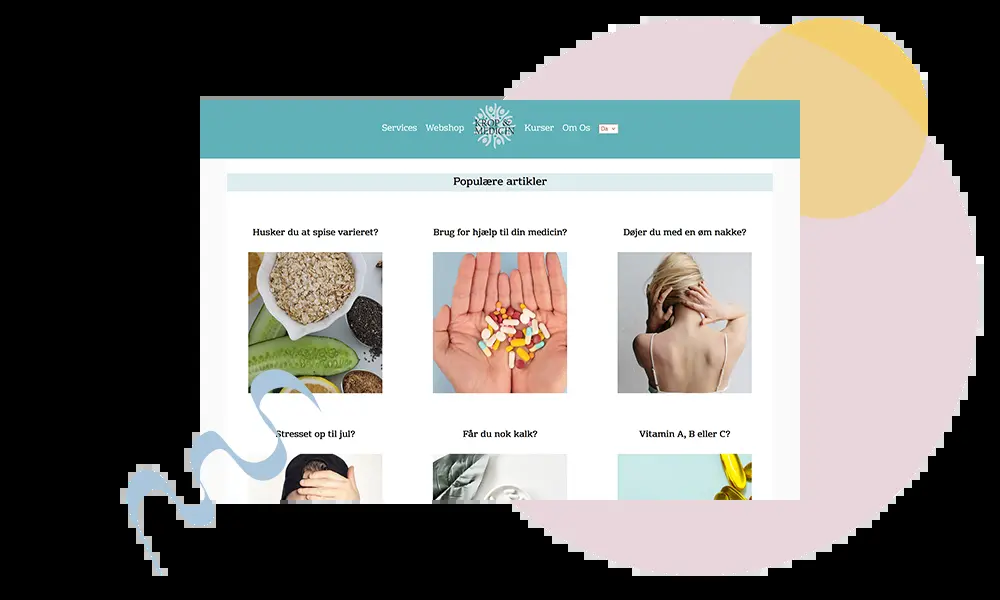 Services Webshop KROP & MEDICIN Kurser Om Os Da
Populære artikler
Husker du at spise varieret? Brug for hjælp til din medicin? Døjer du med en øm nakke?
Stresset op til jul? Får du nok kalk? Vitamin A, B eller C?